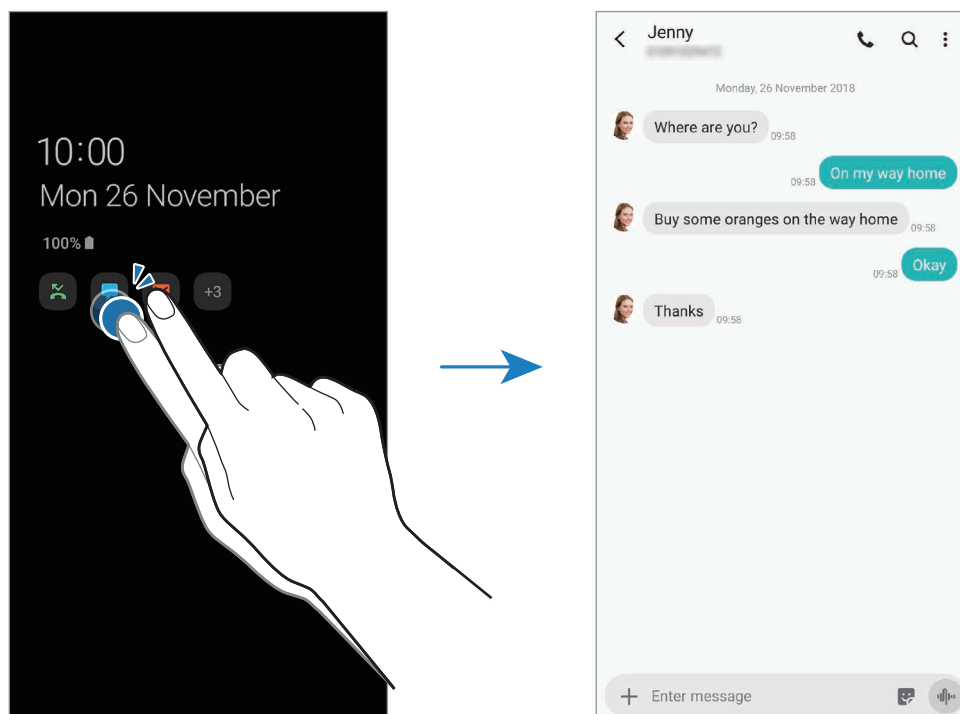 10:00
Mon 26 November
100%
+3
Jenny
Monday, 26 November 2018
Where are you?
09:58
On my way home
09:58
Buy some oranges on the way home
09:58
Okay
09:58
Thanks
09:58
Enter message